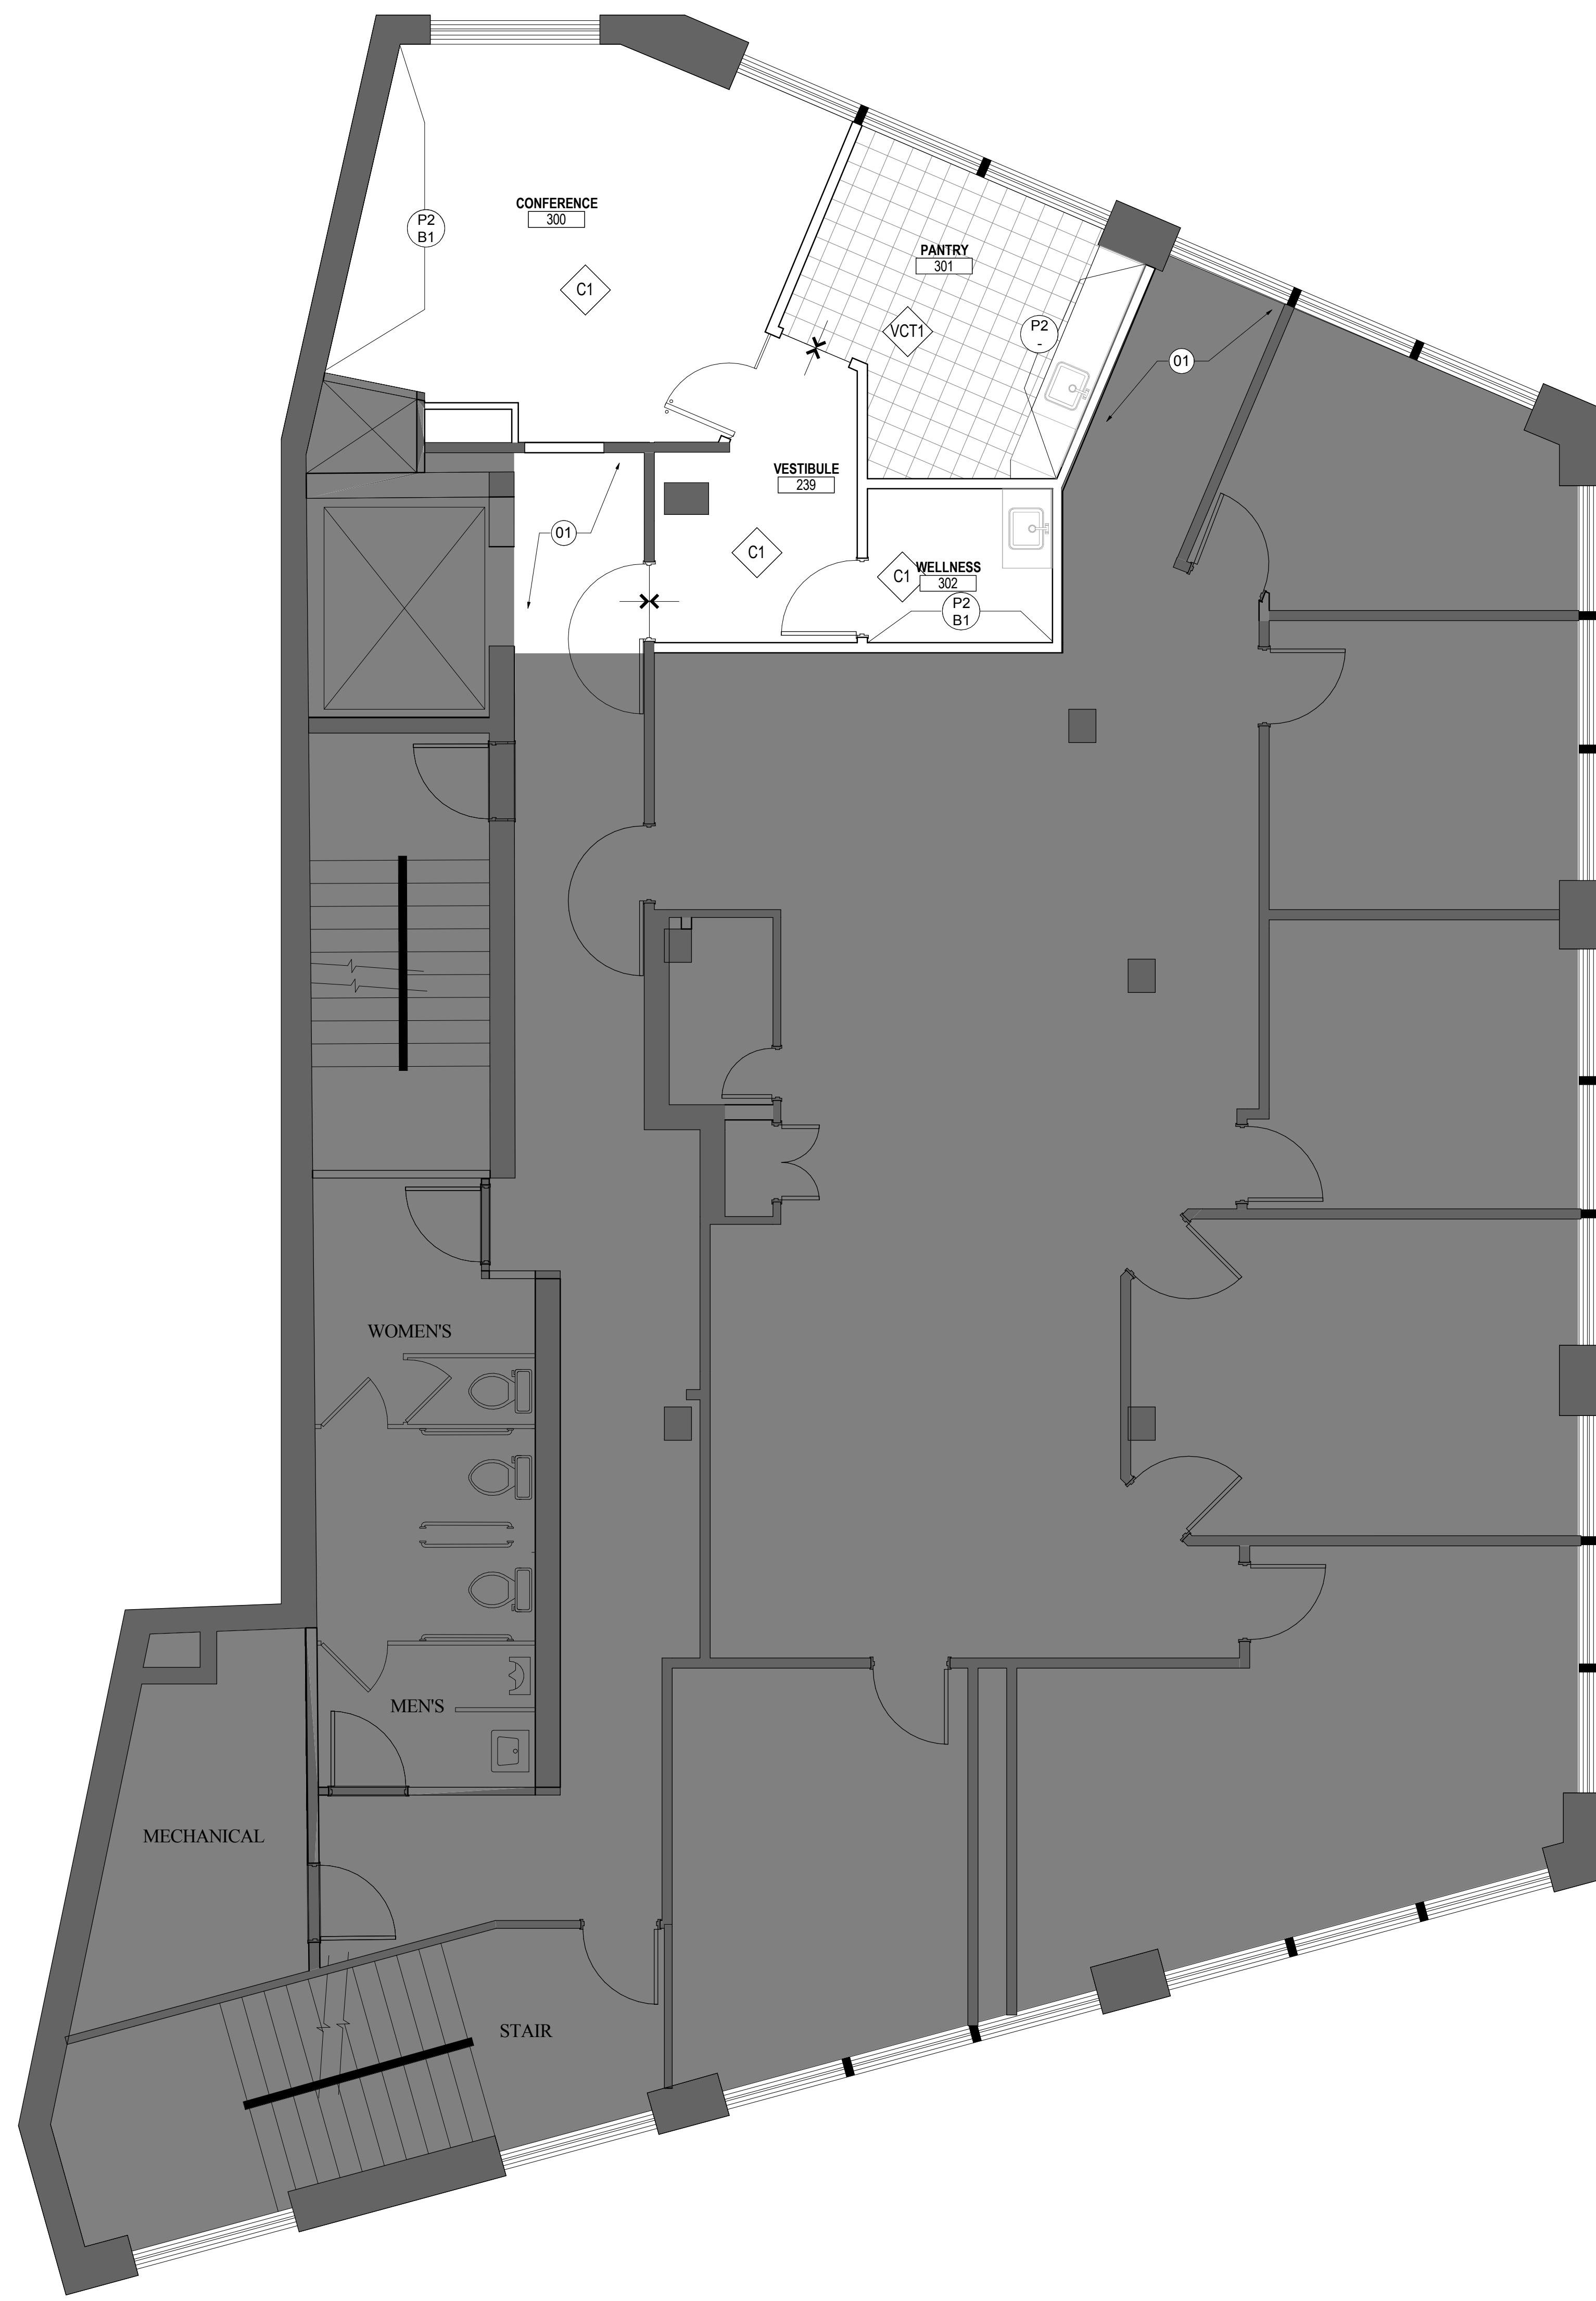 CONFERENCE
300
P2
B1
C1
PANTRY
301
VCT1
P2
-
01
VESTIBULE
239
01
C1
C1
WELLNESS
302
P2
B1
WOMEN'S
MEN'S
MECHANICAL
STAIR